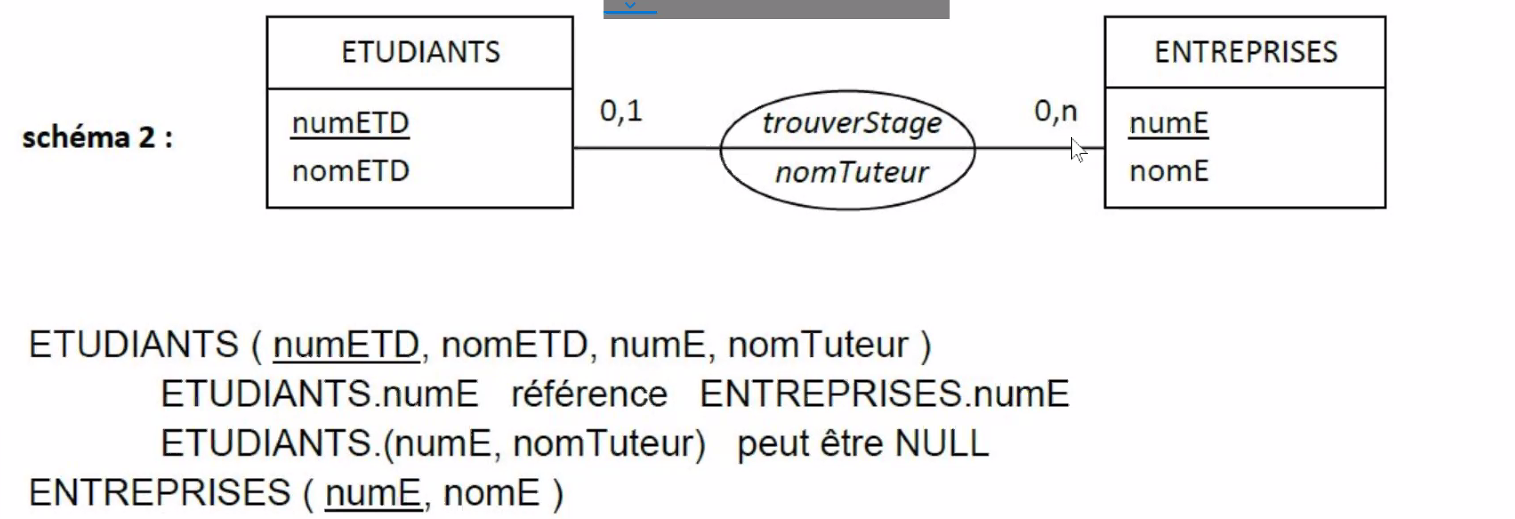 ETUDIANTS
ENTREPRISES
schéma 2 :
numETD
nomETD
0,1
trouverStage
nomTuteur
0,n
numE
nomE
ETUDIANTS ( numETD, nomETD, numE, nomTuteur )
ETUDIANTS.numE référence ENTREPRISES.numE
ETUDIANTS.(numE, nomTuteur) peut être NULL
ENTREPRISES ( numE, nomE )